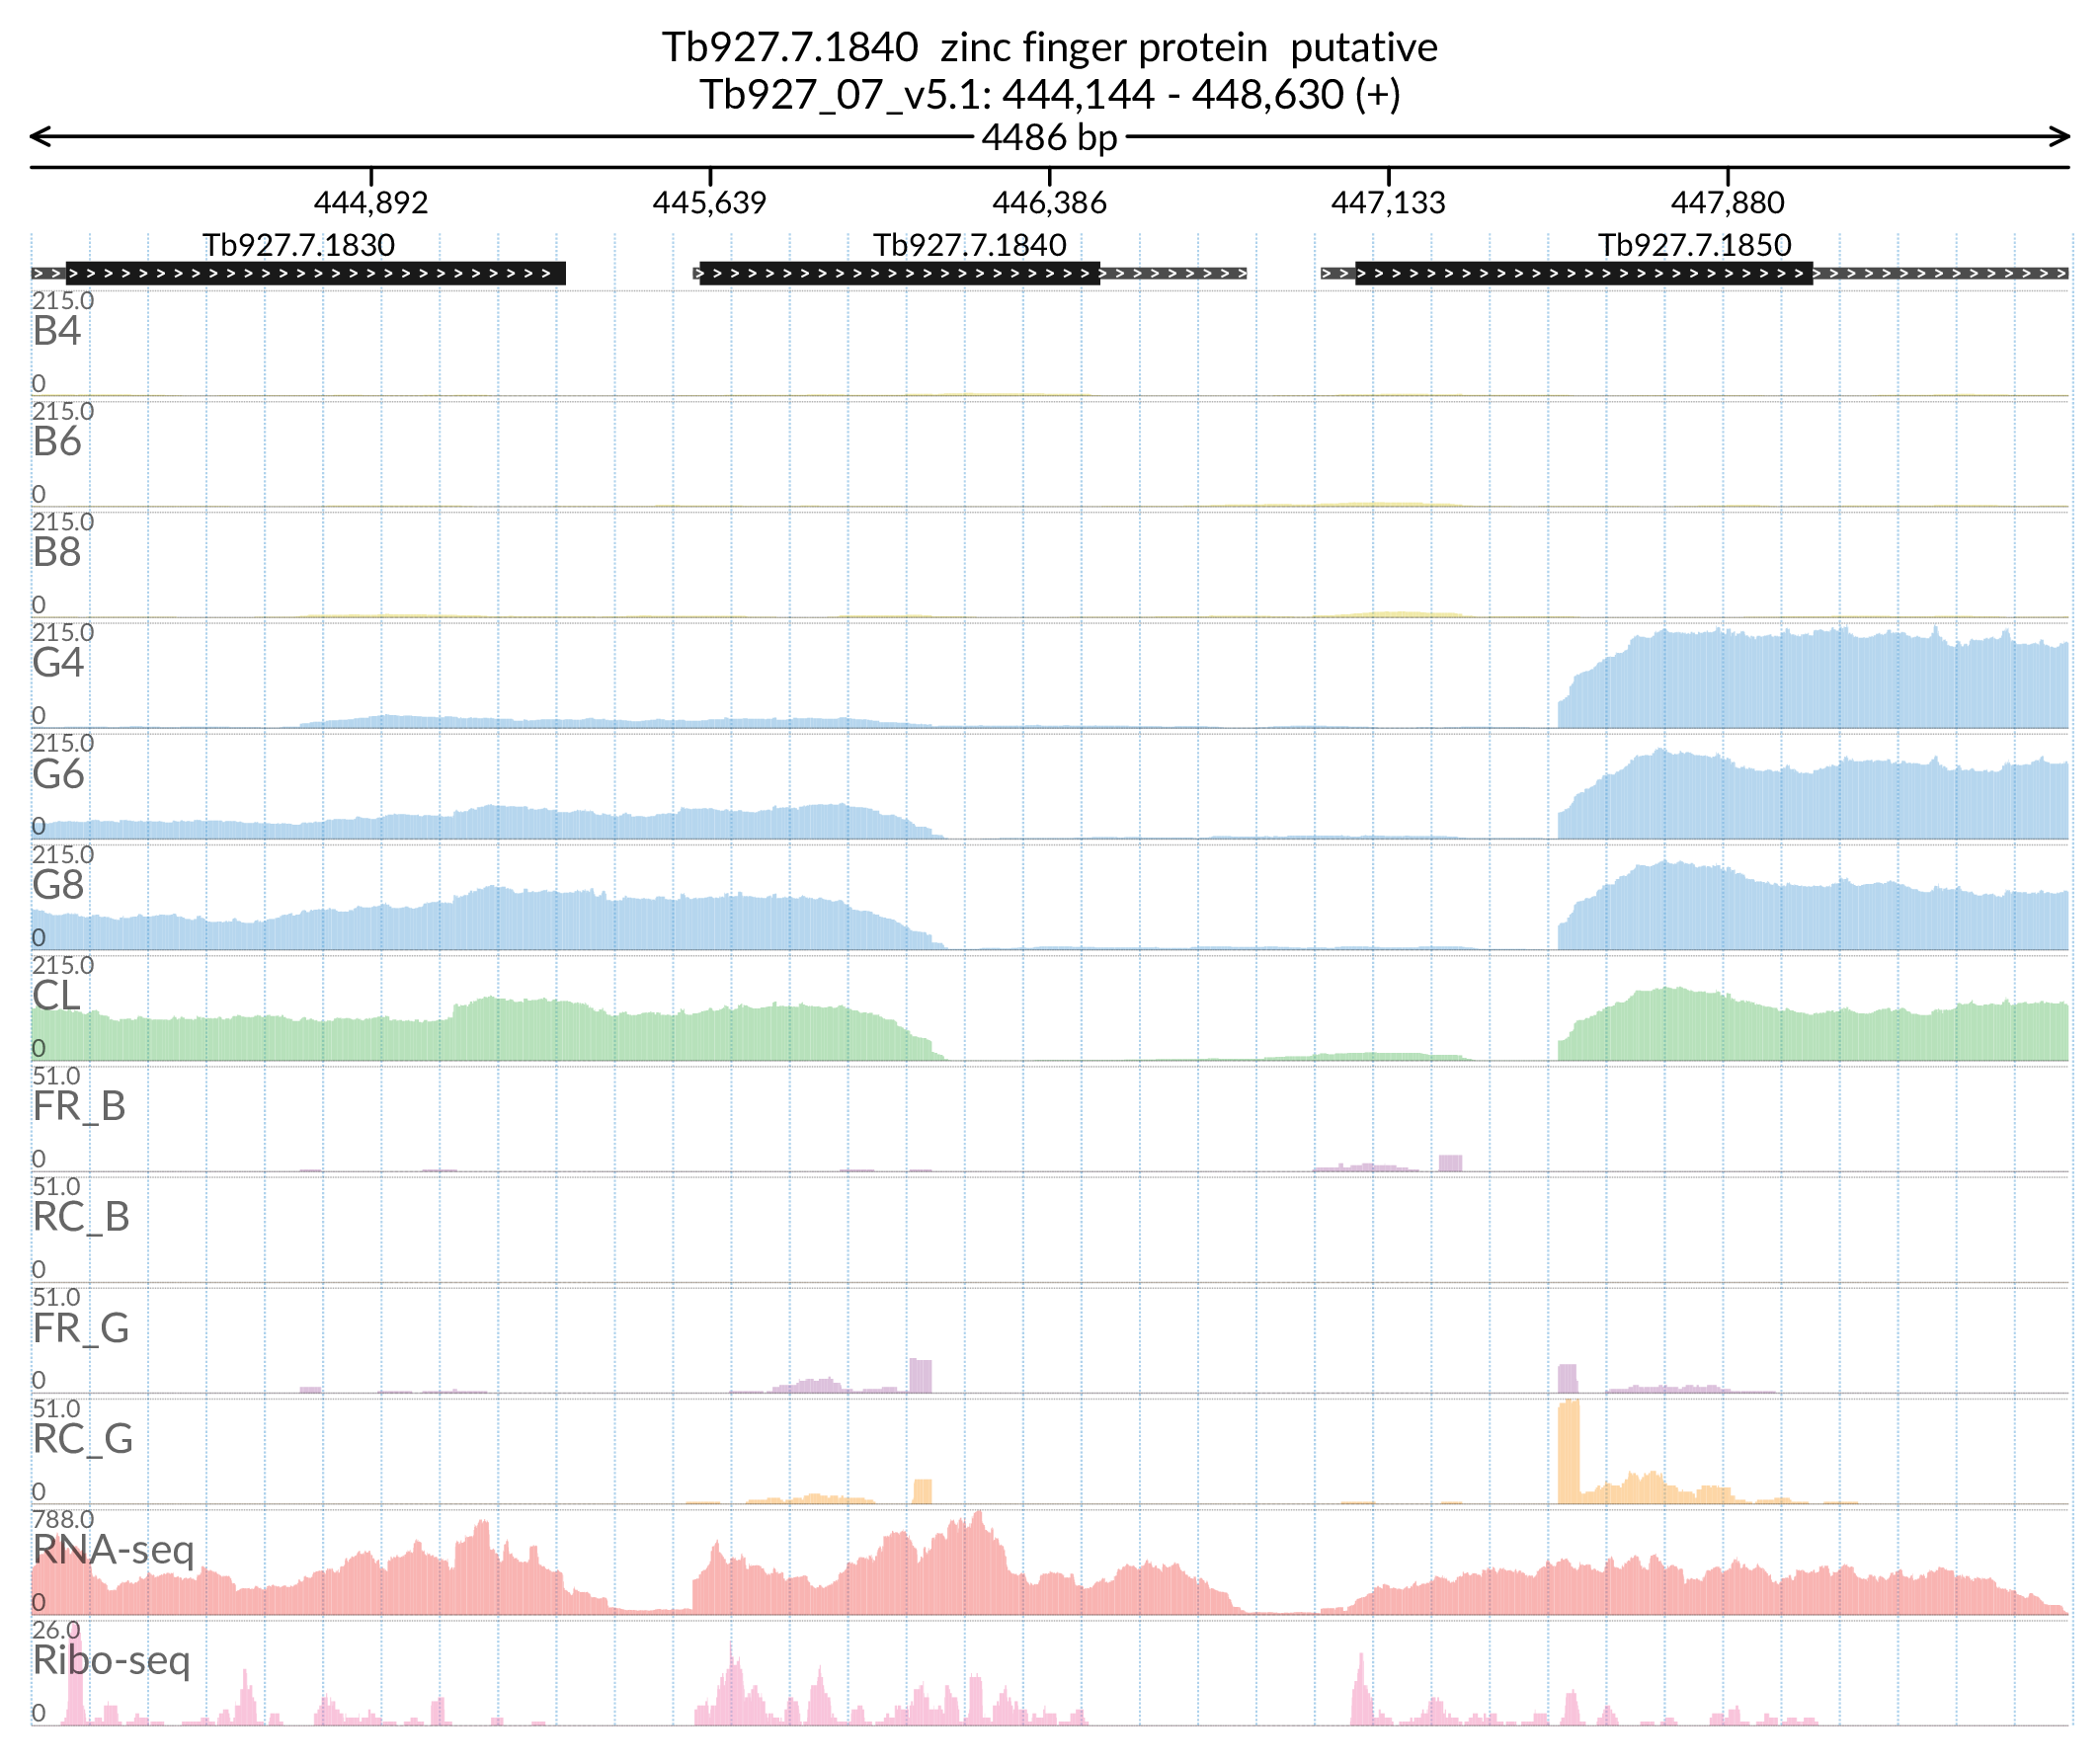 Tb927.7.1840 zinc finger protein putative
Tb927_07_v5.1: 444,144 - 448,630 (+)
4486 bp
444,892 445,639 446,386 447,133 447,880
Tb927.7.1830 Tb927.7.1840 Tb927.7.1850
215.0
B4
0
215.0
B6
0
215.0
B8
0
215.0
G4
0
215.0
G6
0
215.0
G8
0
215.0
CL
0
51.0
FR_B
0
51.0
RC_B
0
51.0
FR_G
0
51.0
RC_G
0
788.0
RNA-seq
0
26.0
Ribo-seq
0